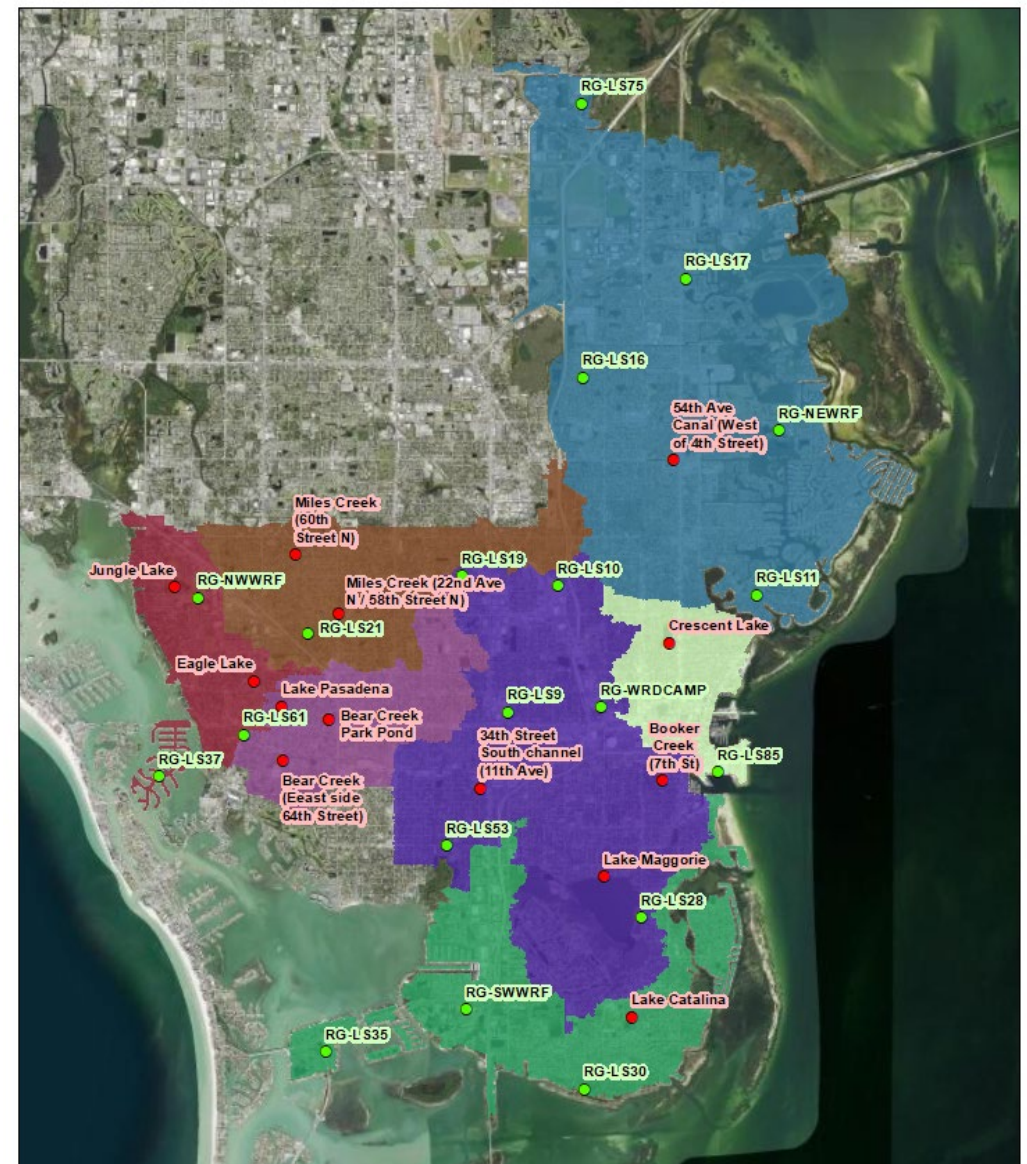 RG-LS75
RG-LS17
RG-LS16
54th Ave
Canal (West
of 4th Street)
RG-NEWRF
Miles Creek
(60th
Street N)
RG-LS19
Jungle Lake
RG-NWWRF
Miles Creek (22nd Ave
N / 58th Street N)
RG-LS10
RG-LS11
RG-LS21
Crescent Lake
Eagle Lake
Lake Pasadena
RG-LS61
Bear Creek
Park Pond
RG-LS9
RG-WRDCAMP
34th Street
South channel
(11th Ave)
Booker
Creek
(7th St)
RG-LS85
RG-LS37
Bear Creek
(Eeast side
64th Street)
RG-LS53
Lake Maggorie
RG-LS28
RG-SWWRF
Lake Catalina
RG-LS35
RG-LS30